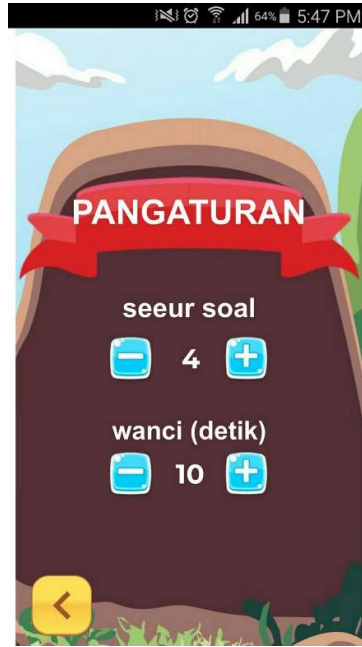 64% 5:47 PM
PANGATURAN
seeur soal
4
wanci (detik)
10